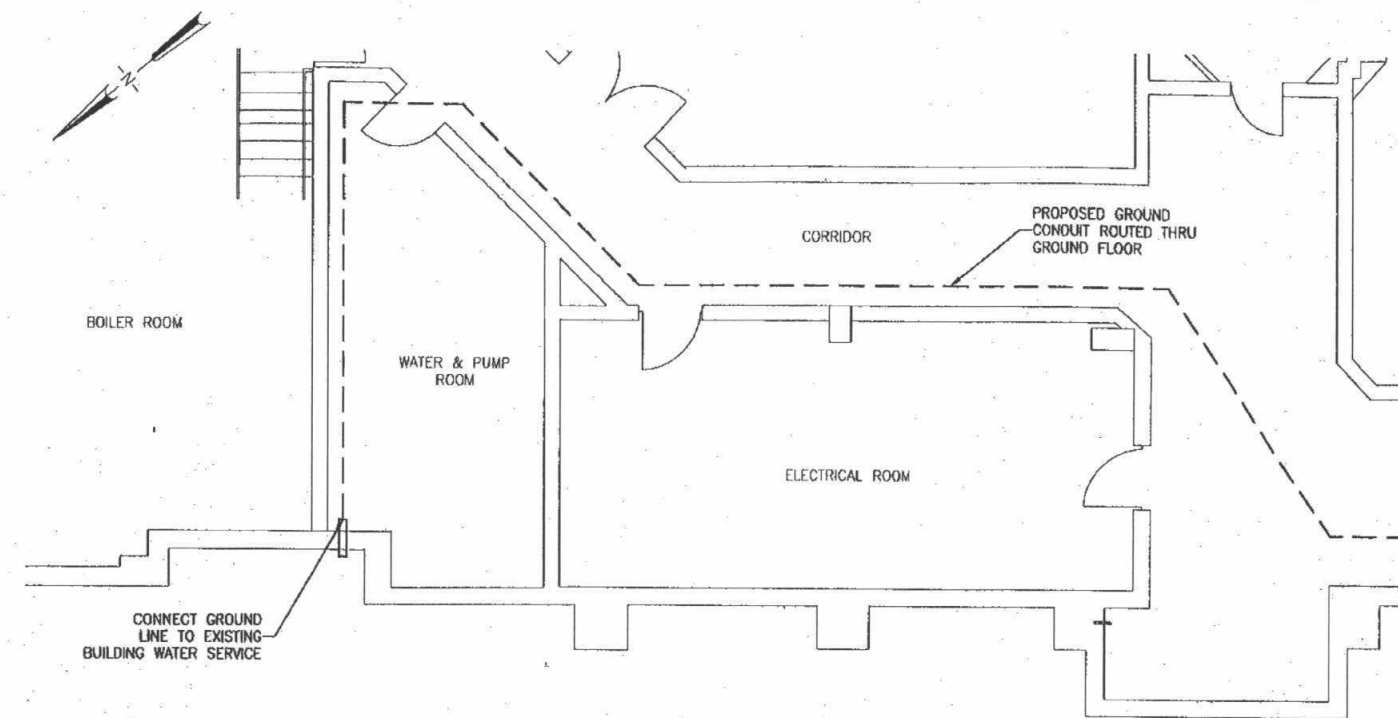 N
PROPOSED GROUND
CONDUIT ROUTED THRU
GROUND FLOOR
CORRIDOR
BOILER ROOM
WATER & PUMP
ROOM
ELECTRICAL ROOM
CONNECT GROUND
LINE TO EXISTING
BUILDING WATER SERVICE